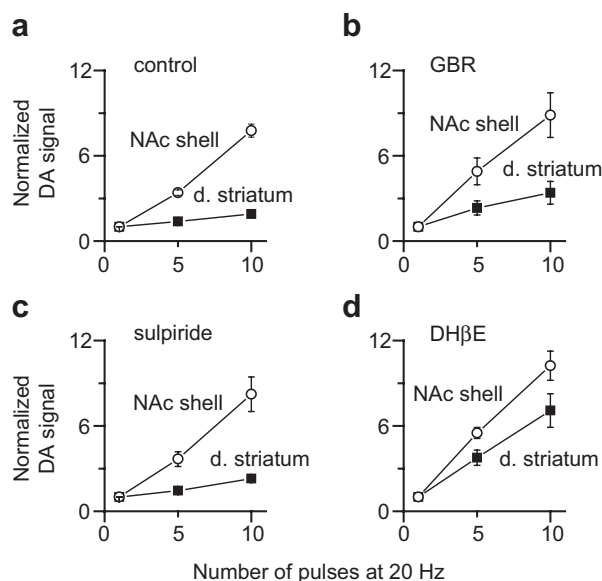 a
control
12
6
0
NAc shell
d. striatum
0
5
10
Normalized
DA signal
b
GBR
12
6
0
NAc shell
d. striatum
0
5
10
c
sulpiride
12
6
0
NAc shell
d. striatum
0
5
10
Normalized
DA signal
d
DHβE
12
6
0
NAc shell
d. striatum
0
5
10
Number of pulses at 20 Hz